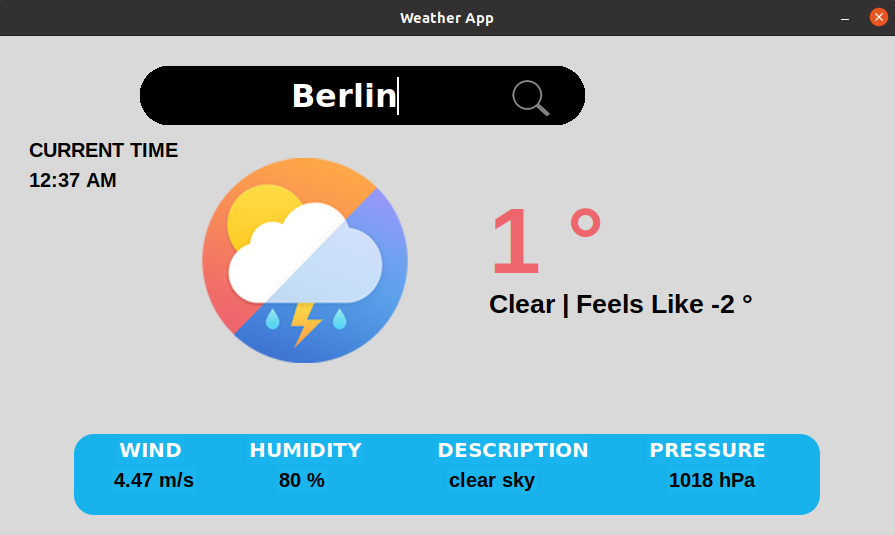 Weather App
Berlin
CURRENT TIME
12:37 AM
1 °
Clear | Feels Like -2 °
WIND HUMIDITY DESCRIPTION PRESSURE
4.47 m/s 80 % clear sky 1018 hPa